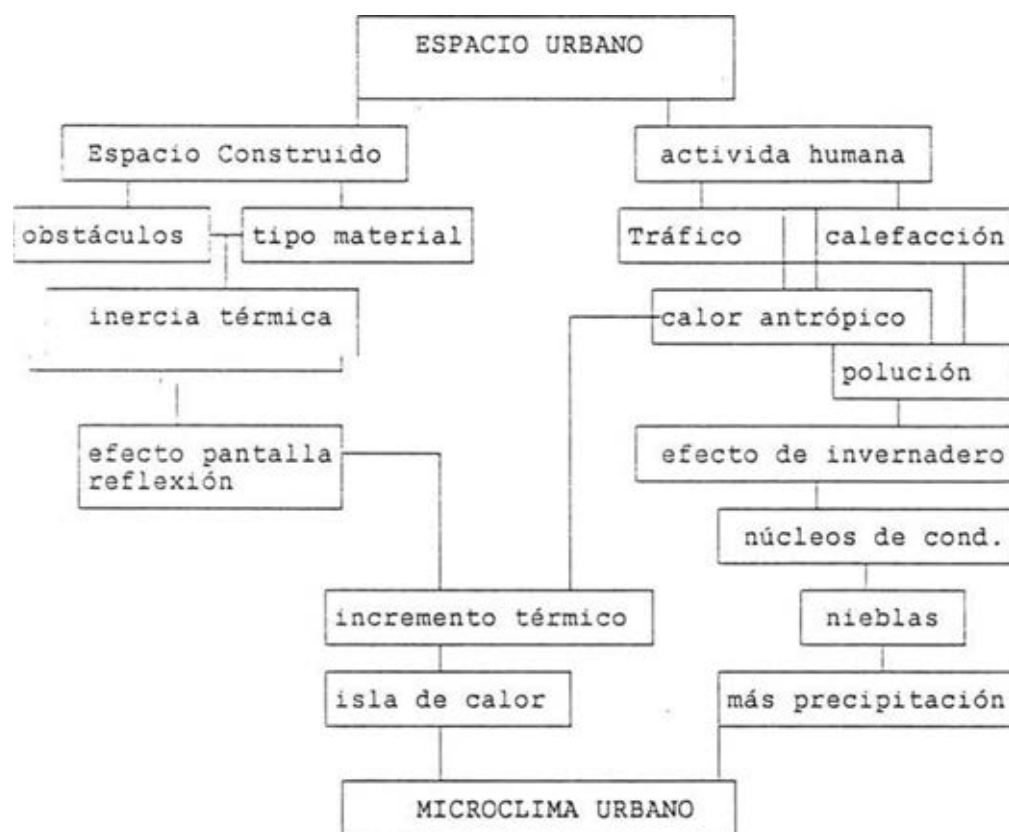 ESPACIO URBANO
Espacio Construido
activida humana
obstáculos
tipo material
Tráfico
calefacción
inercia térmica
calor antrópico
polución
efecto pantalla
reflexión
efecto de invernadero
núcleos de cond.
incremento térmico
nieblas
isla de calor
más precipitación
MICROCLIMA URBANO